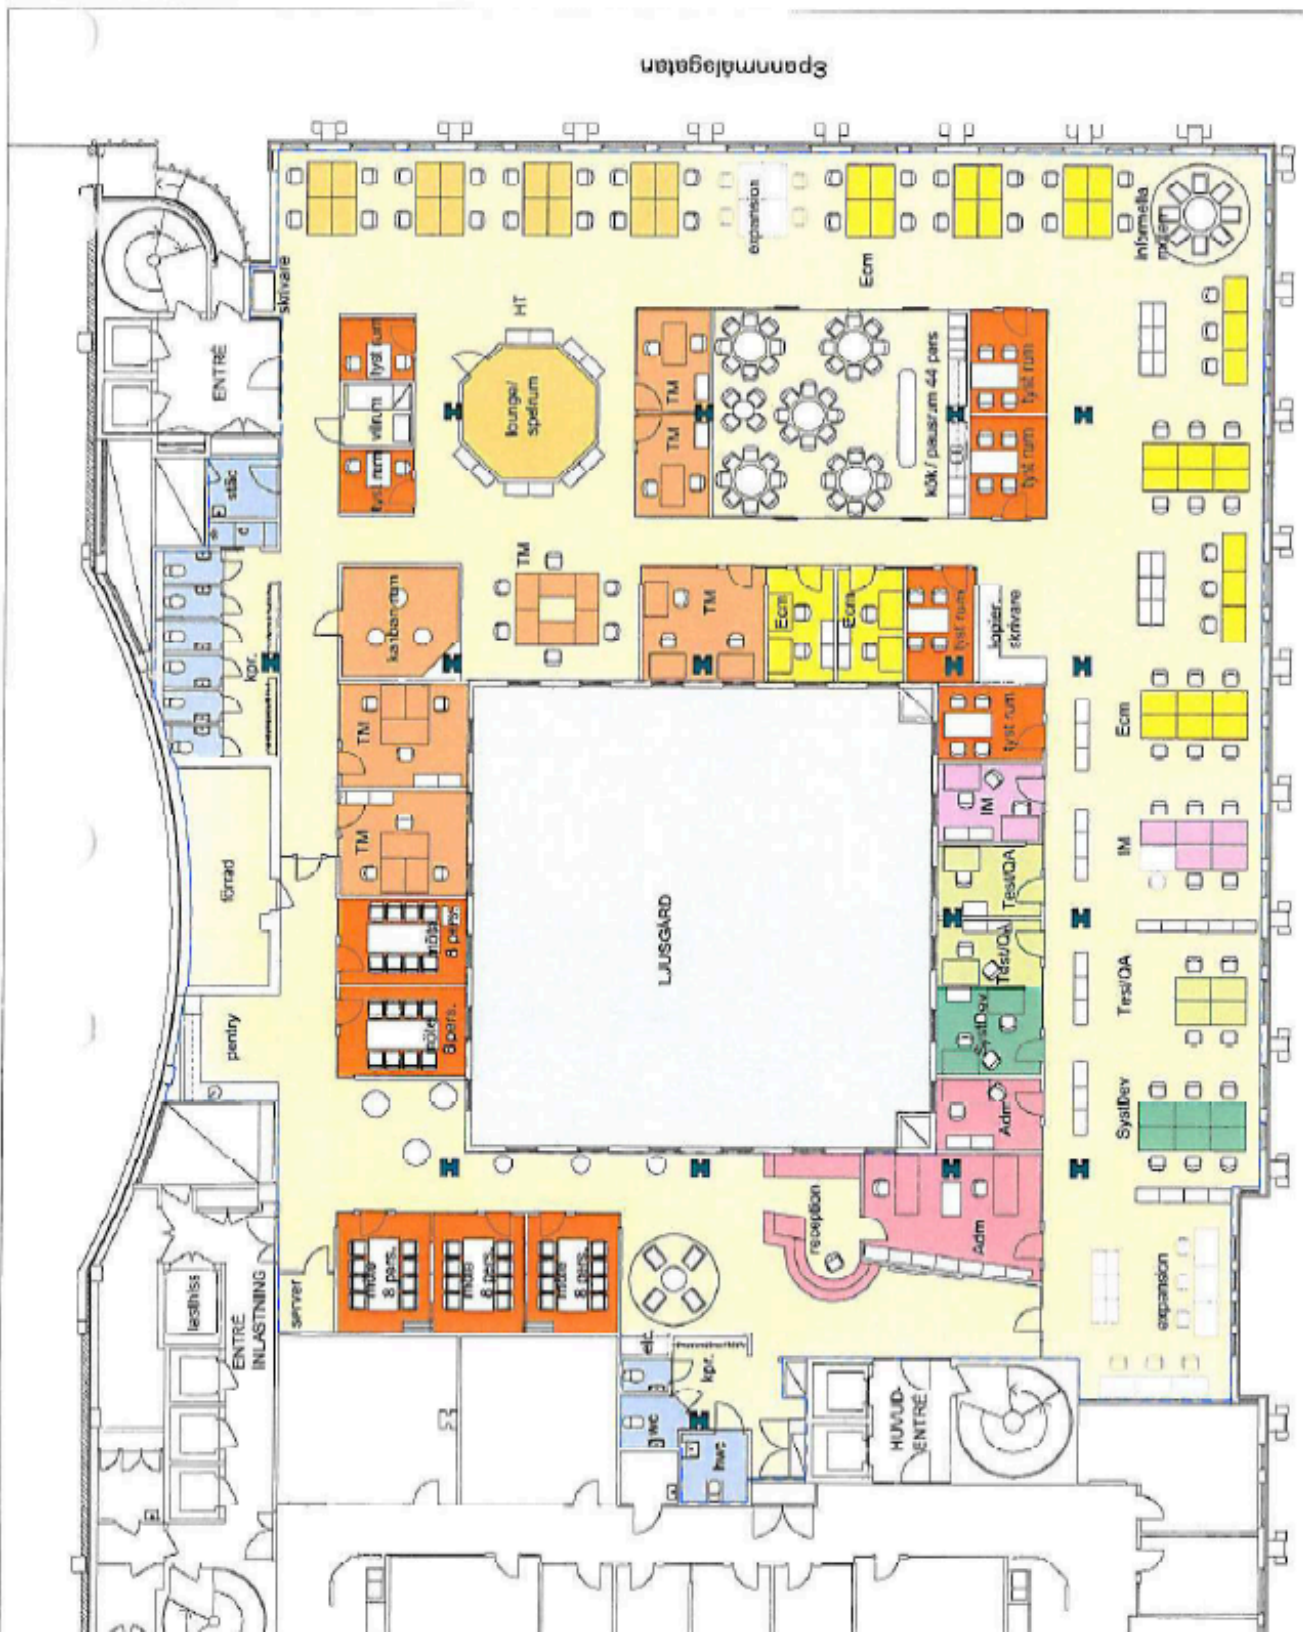 Spannmålsgatan
expansion
informella
möten
Ecm
skrivare
HT
ENTRÉ
tyst rum
vilrum
tyst rum
lounge/
spelrum
TM
TM
kök / pausrum 44 pers
tyst rum
tyst rum
städ
kpr.
kanbanrum
TM
TM
Ecm
Ecm
tyst rum
kopier
skrivare
TM
tyst rum
Ecm
TM
IM
IM
förråd
Test/QA
möte
8 pers.
LJUSGÅRD
Test/QA
Test/QA
pentry
möte
8 pers.
SystDev
Adm
SystDev
reception
Adm
lasthiss
ENTRÉ
INLASTNING
server
möte
8 pers.
möte
8 pers.
möte
8 pers.
expansion
elc.
kpr.
wc
HUVUD-
ENTRÉ
hwc